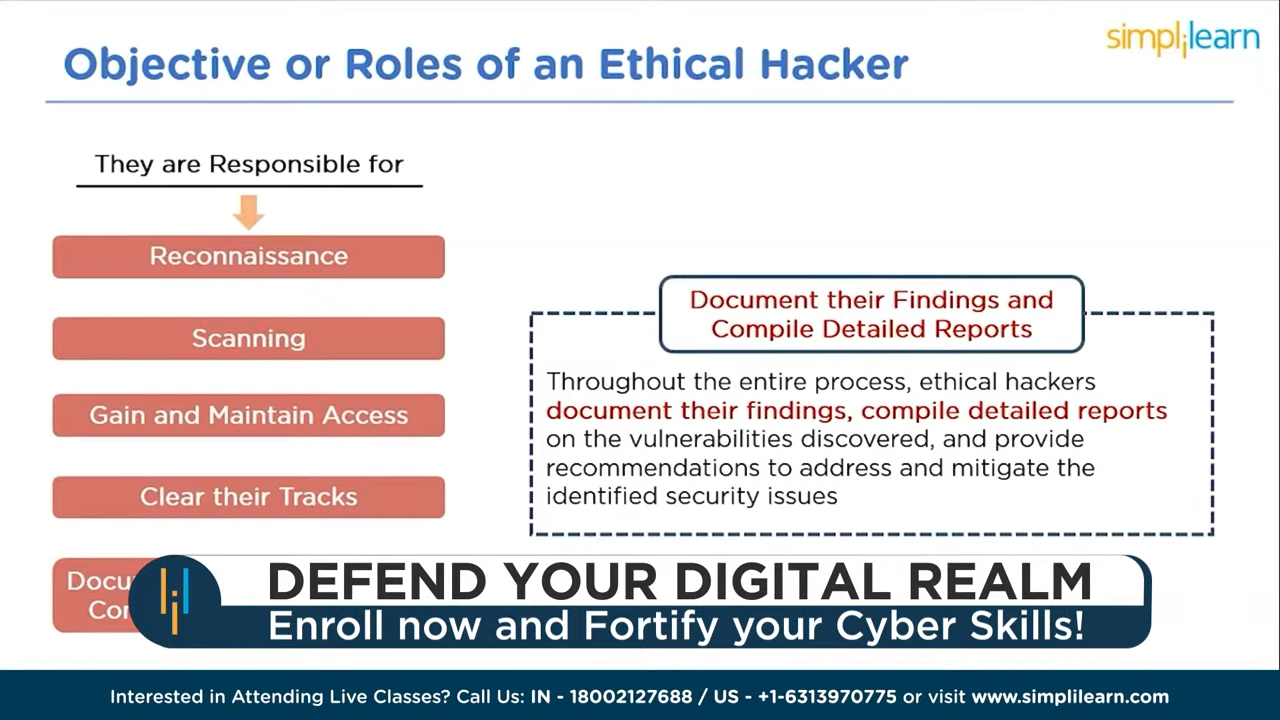 simplilearn
Objective or Roles of an Ethical Hacker
They are Responsible for
Reconnaissance
Scanning
Gain and Maintain Access
Clear their Tracks
Document their Findings and
Compile Detailed Reports
Throughout the entire process, ethical hackers
document their findings, compile detailed reports
on the vulnerabilities discovered, and provide
recommendations to address and mitigate the
identified security issues
DEFEND YOUR DIGITAL REALM
Enroll now and Fortify your Cyber Skills!
Interested in Attending Live Classes? Call Us: IN - 18002127688 / US - +1-6313970775 or visit www.simplilearn.com